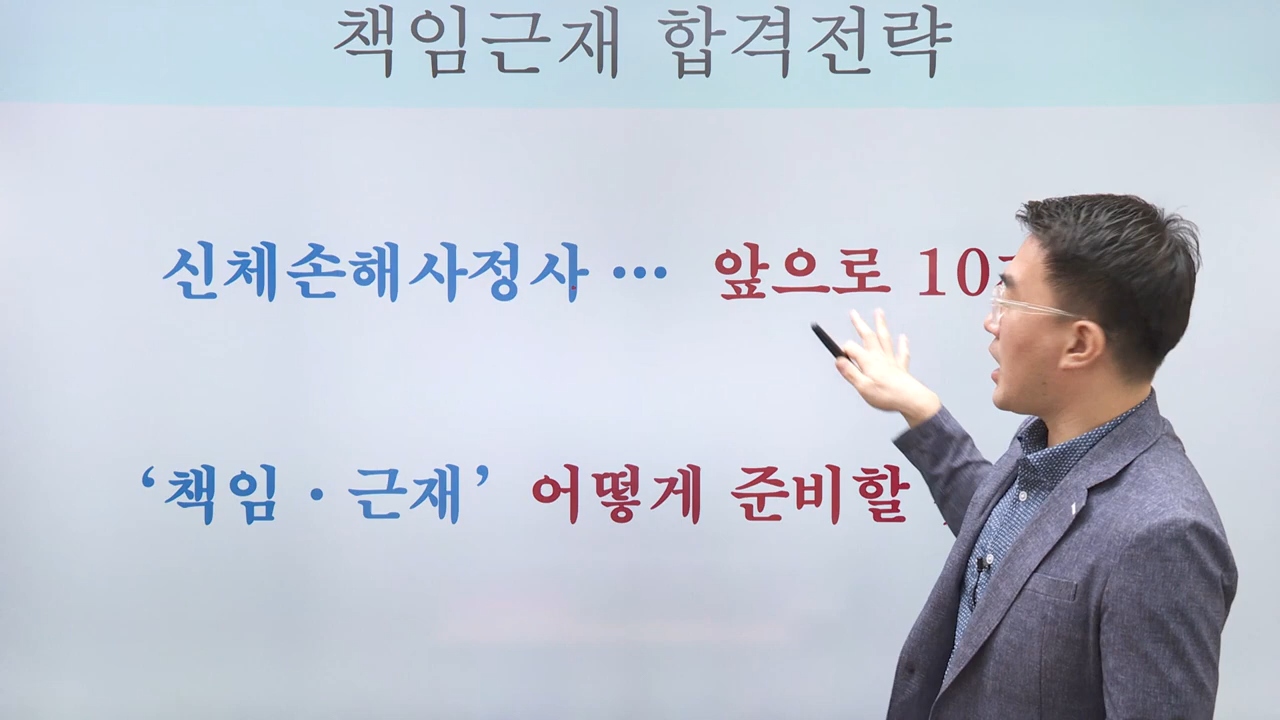 책임근재 합격전략
신체손해사정사 … 앞으로 10
‘책임 · 근재’ 어떻게 준비할